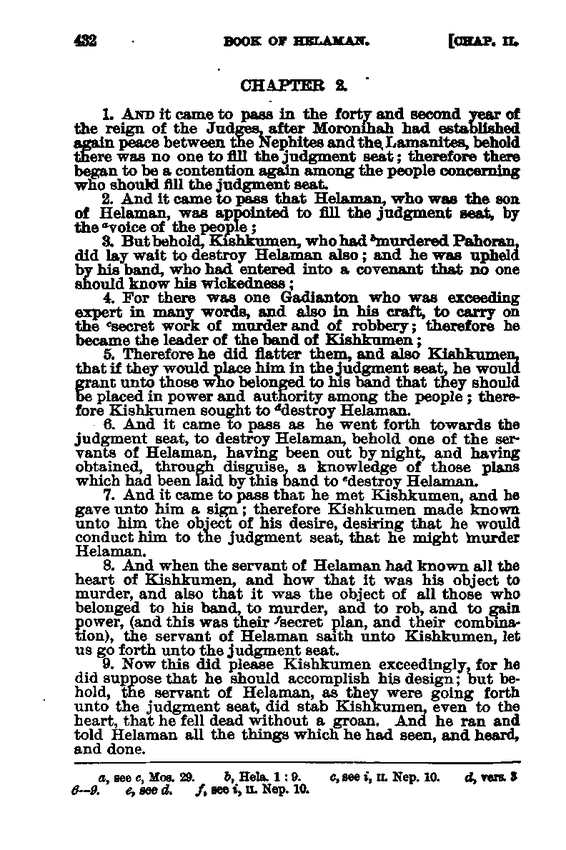 432 BOOK OF HELAMAN. [CHAP. II.
CHAPTER 2.
1. AND it came to pass in the forty and second year of
the reign of the Judges, after Moronihah had established
again peace between the Nephites and the Lamanites, behold
there was no one to fill the judgment seat; therefore there
began to be a contention again among the people concerning
who should fill the judgment seat.
2. And it came to pass that Helaman, who was the son
of Helaman, was appointed to fill the judgment seat, by
the ᵃvoice of the people;
3. But behold, Kishkumen, who had ᵇmurdered Pahoran,
did lay wait to destroy Helaman also; and he was upheld
by his band, who had entered into a covenant that no one
should know his wickedness;
4. For there was one Gadianton who was exceeding
expert in many words, and also in his craft, to carry on
the ᶜsecret work of murder and of robbery; therefore he
became the leader of the band of Kishkumen;
5. Therefore he did flatter them, and also Kishkumen,
that if they would place him in the judgment seat, he would
grant unto those who belonged to his band that they should
be placed in power and authority among the people; there-
fore Kishkumen sought to ᵈdestroy Helaman.
6. And it came to pass as he went forth towards the
judgment seat, to destroy Helaman, behold one of the ser-
vants of Helaman, having been out by night, and having
obtained, through disguise, a knowledge of those plans
which had been laid by this band to ᵉdestroy Helaman.
7. And it came to pass that he met Kishkumen, and he
gave unto him a sign; therefore Kishkumen made known
unto him the object of his desire, desiring that he would
conduct him to the judgment seat, that he might murder
Helaman.
8. And when the servant of Helaman had known all the
heart of Kishkumen, and how that it was his object to
murder, and also that it was the object of all those who
belonged to his band, to murder, and to rob, and to gain
power, (and this was their ᶠsecret plan, and their combina-
tion), the servant of Helaman saith unto Kishkumen, let
us go forth unto the judgment seat.
9. Now this did please Kishkumen exceedingly, for he
did suppose that he should accomplish his design; but be-
hold, the servant of Helaman, as they were going forth
unto the judgment seat, did stab Kishkumen, even to the
heart, that he fell dead without a groan. And he ran and
told Helaman all the things which he had seen, and heard,
and done.
a, see c, Mos. 29. b, Hela. 1 : 9. c, see i, II. Nep. 10. d, vers. 3
6—9. e, see d. f, see i, II. Nep. 10.